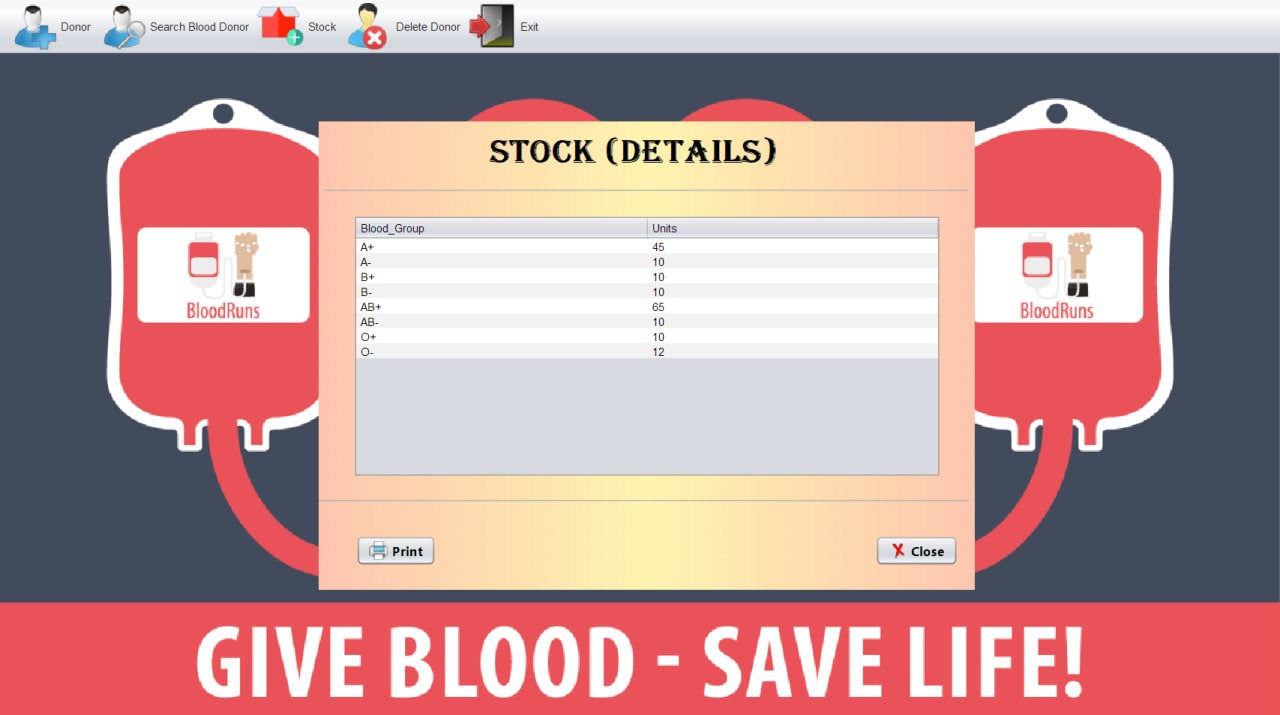 Donor Search Blood Donor Stock Delete Donor Exit
STOCK (DETAILS)
Blood_Group Units
A+ 45
A- 10
B+ 10
B- 10
AB+ 65
AB- 10
O+ 10
O- 12
BloodRuns BloodRuns
Print Close
GIVE BLOOD - SAVE LIFE!